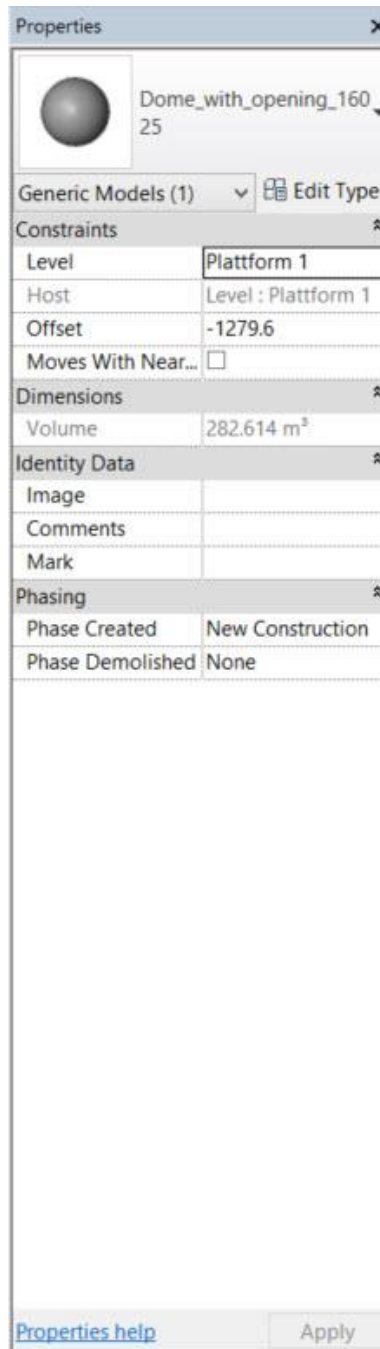 Properties
Dome_with_opening_160
25
Generic Models (1) Edit Type
Constraints
Level Plattform 1
Host Level : Plattform 1
Offset -1279.6
Moves With Near...
Dimensions
Volume 282.614 m³
Identity Data
Image
Comments
Mark
Phasing
Phase Created New Construction
Phase Demolished None
Properties help Apply